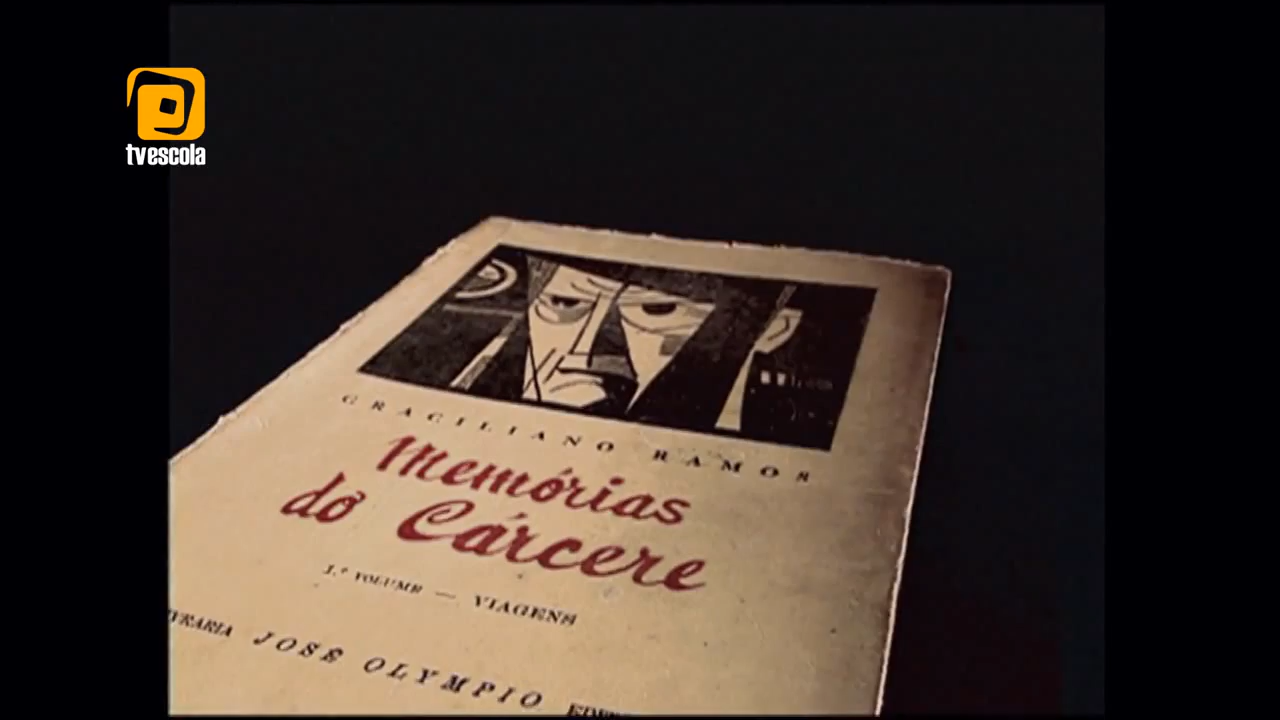 tvescola
GRACILIANO RAMOS
Memórias
do Cárcere
1.º VOLUME — VIAGENS
JOSÉ OLYMPIO